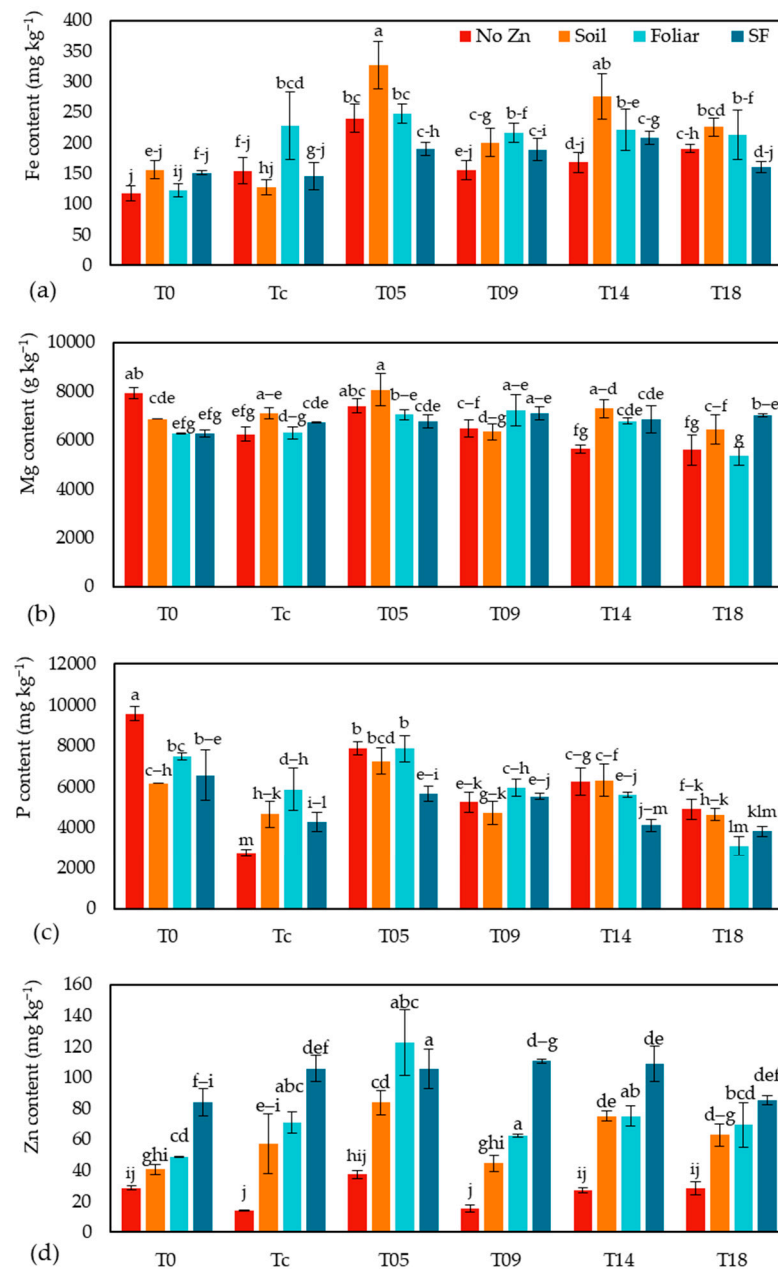 Fe content (mg kg⁻¹)
400
350
300
250
200
150
100
50
0
No Zn Soil Foliar SF
j e-j ij f-j
f-j hj bcd g-j
bc a bc c-h
e-j c-g b-f c-i
d-j ab b-e c-g
c-h bcd b-f d-j
(a)
T0 Tc T05 T09 T14 T18
Mg content (g kg⁻¹)
10000
8000
6000
4000
2000
0
ab cde efg efg
efg a–e d–g cde
abc a b–e cde
c–f d–g a–e a–e
fg a–d cde cde
fg c–f g b–e
(b)
T0 Tc T05 T09 T14 T18
P content (mg kg⁻¹)
12000
10000
8000
6000
4000
2000
0
a c–h bc b–e
m h–k d–h i–l
b bcd b e–i
e–k g–k c–h e–j
c–g c–f e–j j–m
f–k h–k lm klm
(c)
T0 Tc T05 T09 T14 T18
Zn content (mg kg⁻¹)
160
140
120
100
80
60
40
20
0
ij ghi cd f–i
j e–i abc def
hij cd abc a
j ghi a d–g
ij de ab de
ij d–g bcd def
(d)
T0 Tc T05 T09 T14 T18